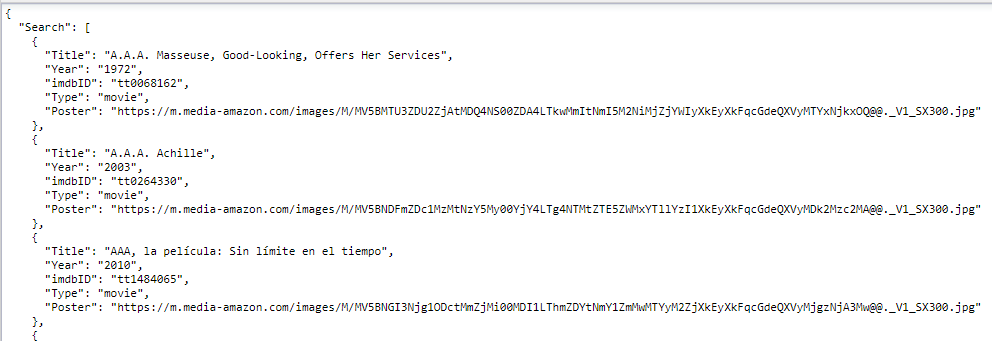 {
"Search": [
{
"Title": "A.A.A. Masseuse, Good-Looking, Offers Her Services",
"Year": "1972",
"imdbID": "tt0068162",
"Type": "movie",
"Poster": "https://m.media-amazon.com/images/M/MV5BMTU3ZDU2ZjAtMDQ4NS00ZDA4LTkwMmItNmI5M2NiMjZjYWIyXkEyXkFqcGdeQXVyMTYxNjkxOQ@@._V1_SX300.jpg"
},
{
"Title": "A.A.A. Achille",
"Year": "2003",
"imdbID": "tt0264330",
"Type": "movie",
"Poster": "https://m.media-amazon.com/images/M/MV5BNDFmZDc1MzMtNzY5My00YjY4LTg4NTMtZTE5ZWMxYTllYzI1XkEyXkFqcGdeQXVyMDk2Mzc2MA@@._V1_SX300.jpg"
},
{
"Title": "AAA, la película: Sin límite en el tiempo",
"Year": "2010",
"imdbID": "tt1484065",
"Type": "movie",
"Poster": "https://m.media-amazon.com/images/M/MV5BNGI3Njg1ODctMmZjMi00MDI1LThmZDYtNmY1ZmMwMTYyM2ZjXkEyXkFqcGdeQXVyMjgzNjA3Mw@@._V1_SX300.jpg"
},
{